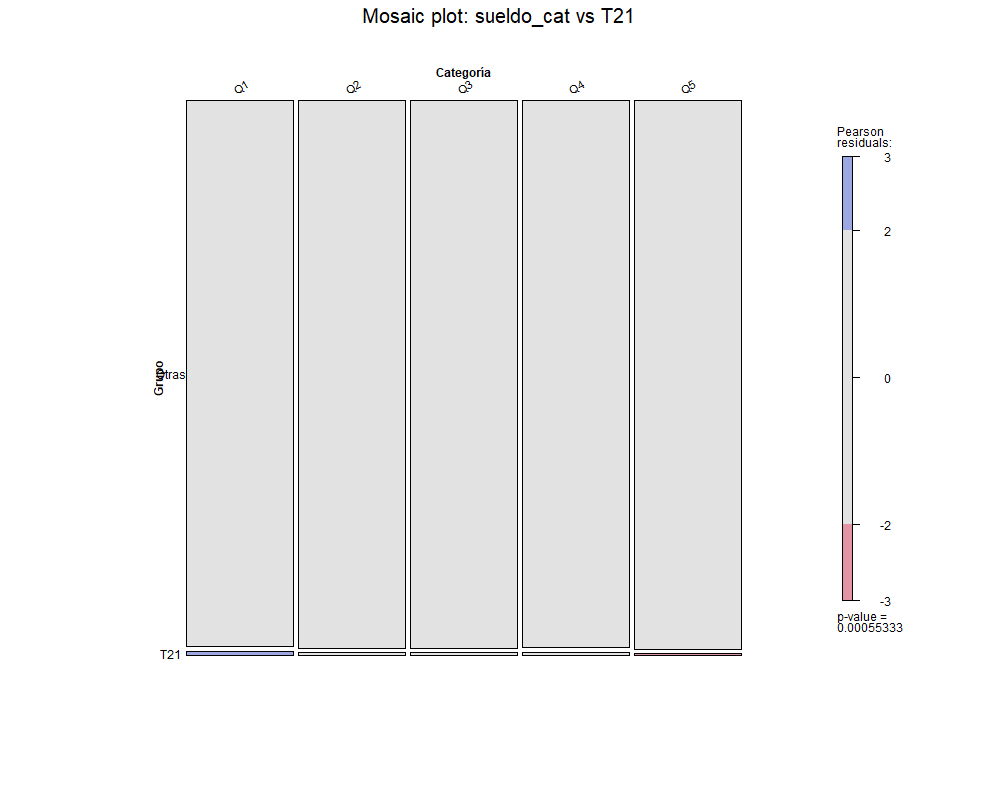 Mosaic plot: sueldo_cat vs T21
Categoría
Q1 Q2 Q3 Q4 Q5
Pearson
residuals:
3
2
0
-2
-3
p-value =
0.00055333
Grupo
Otras
T21